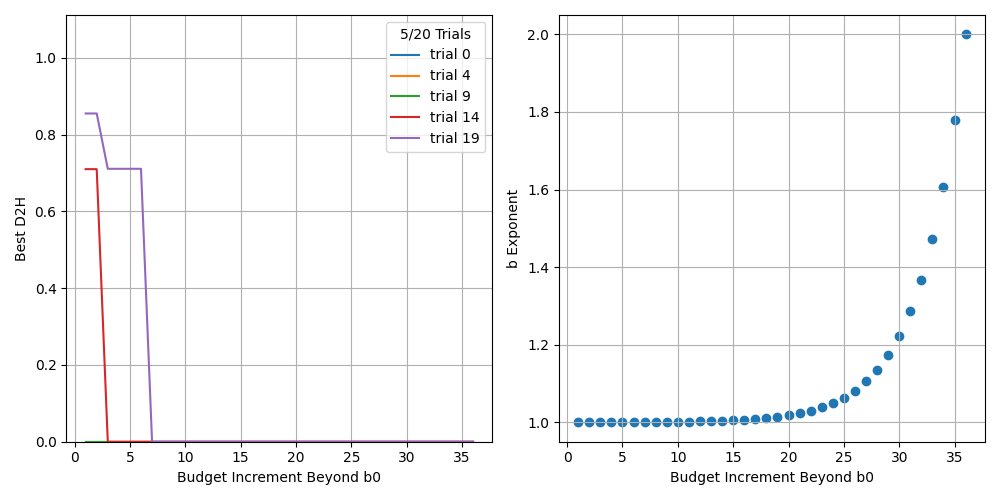 5/20 Trials
trial 0
trial 4
trial 9
trial 14
trial 19
Best D2H
1.0
0.8
0.6
0.4
0.2
0.0
0 5 10 15 20 25 30 35
Budget Increment Beyond b0
b Exponent
2.0
1.8
1.6
1.4
1.2
1.0
0 5 10 15 20 25 30 35
Budget Increment Beyond b0